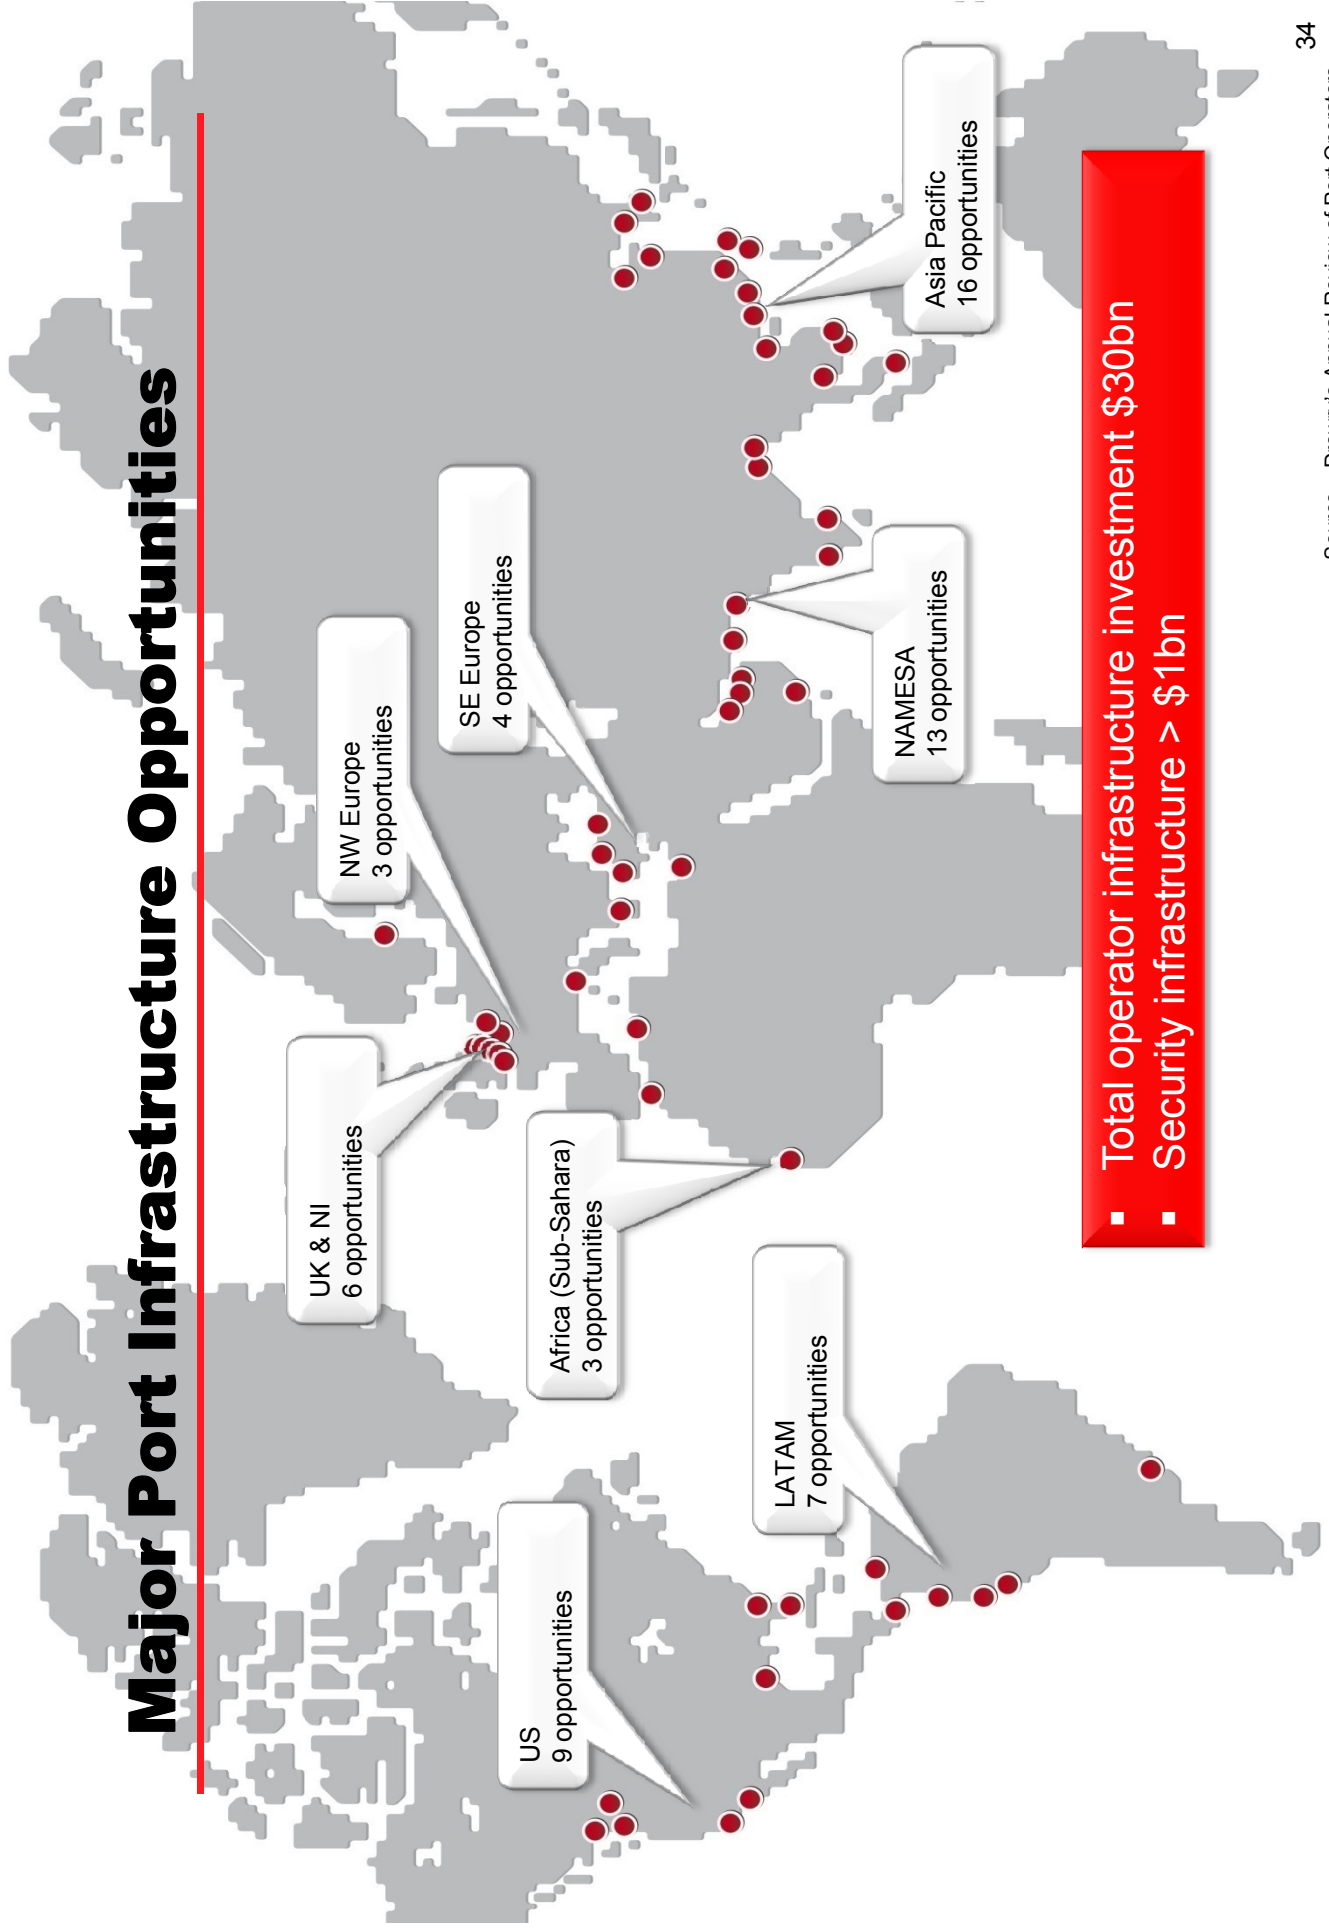 Major Port Infrastructure Opportunities
UK & NI
6 opportunities
NW Europe
3 opportunities
SE Europe
4 opportunities
US
9 opportunities
Africa (Sub-Sahara)
3 opportunities
LATAM
7 opportunities
NAMESA
13 opportunities
Asia Pacific
16 opportunities
▪ Total operator infrastructure investment $30bn
▪ Security infrastructure > $1bn
34